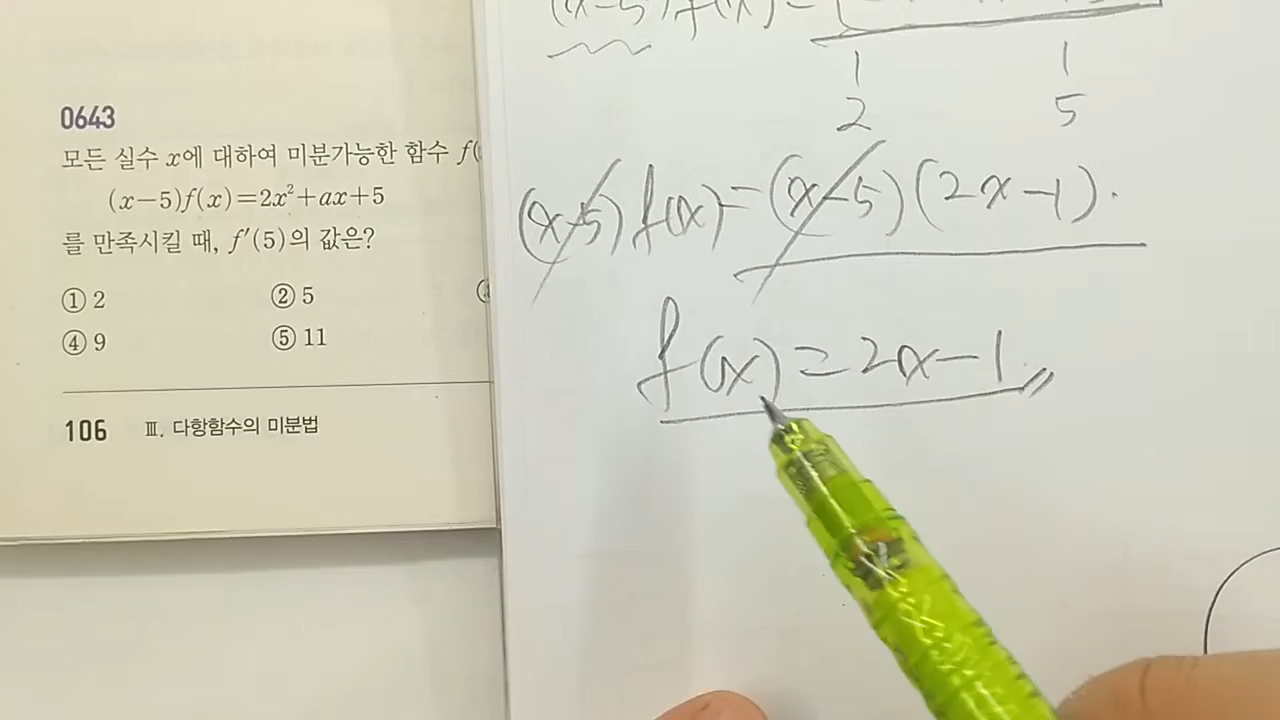 0643
모든 실수 x에 대하여 미분가능한 함수 f(
(x-5)f(x)=2x²+ax+5
를 만족시킬 때, f′(5)의 값은?
① 2 ② 5
④ 9 ⑤ 11
106 Ⅲ. 다항함수의 미분법
(x-5)f(x)=
1 1
2 5
(x-5)f(x)=(x-5)(2x-1).
f(x)=2x-1